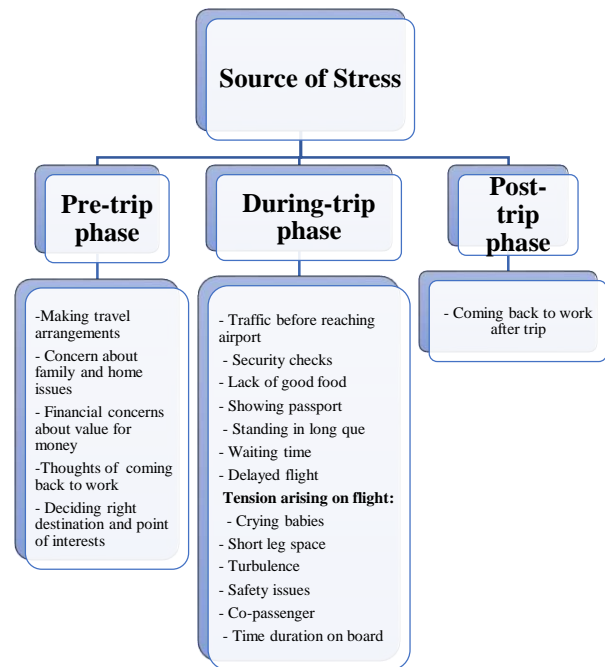 Source of Stress
Pre-trip
phase
-Making travel
arrangements
- Concern about
family and home
issues
- Financial concerns
about value for
money
-Thoughts of coming
back to work
- Deciding right
destination and point
of interests
During-trip
phase
- Traffic before reaching
airport
- Security checks
- Lack of good food
- Showing passport
- Standing in long que
- Waiting time
- Delayed flight
Tension arising on flight:
- Crying babies
- Short leg space
- Turbulence
- Safety issues
- Co-passenger
- Time duration on board
Post-
trip
phase
- Coming back to work
after trip